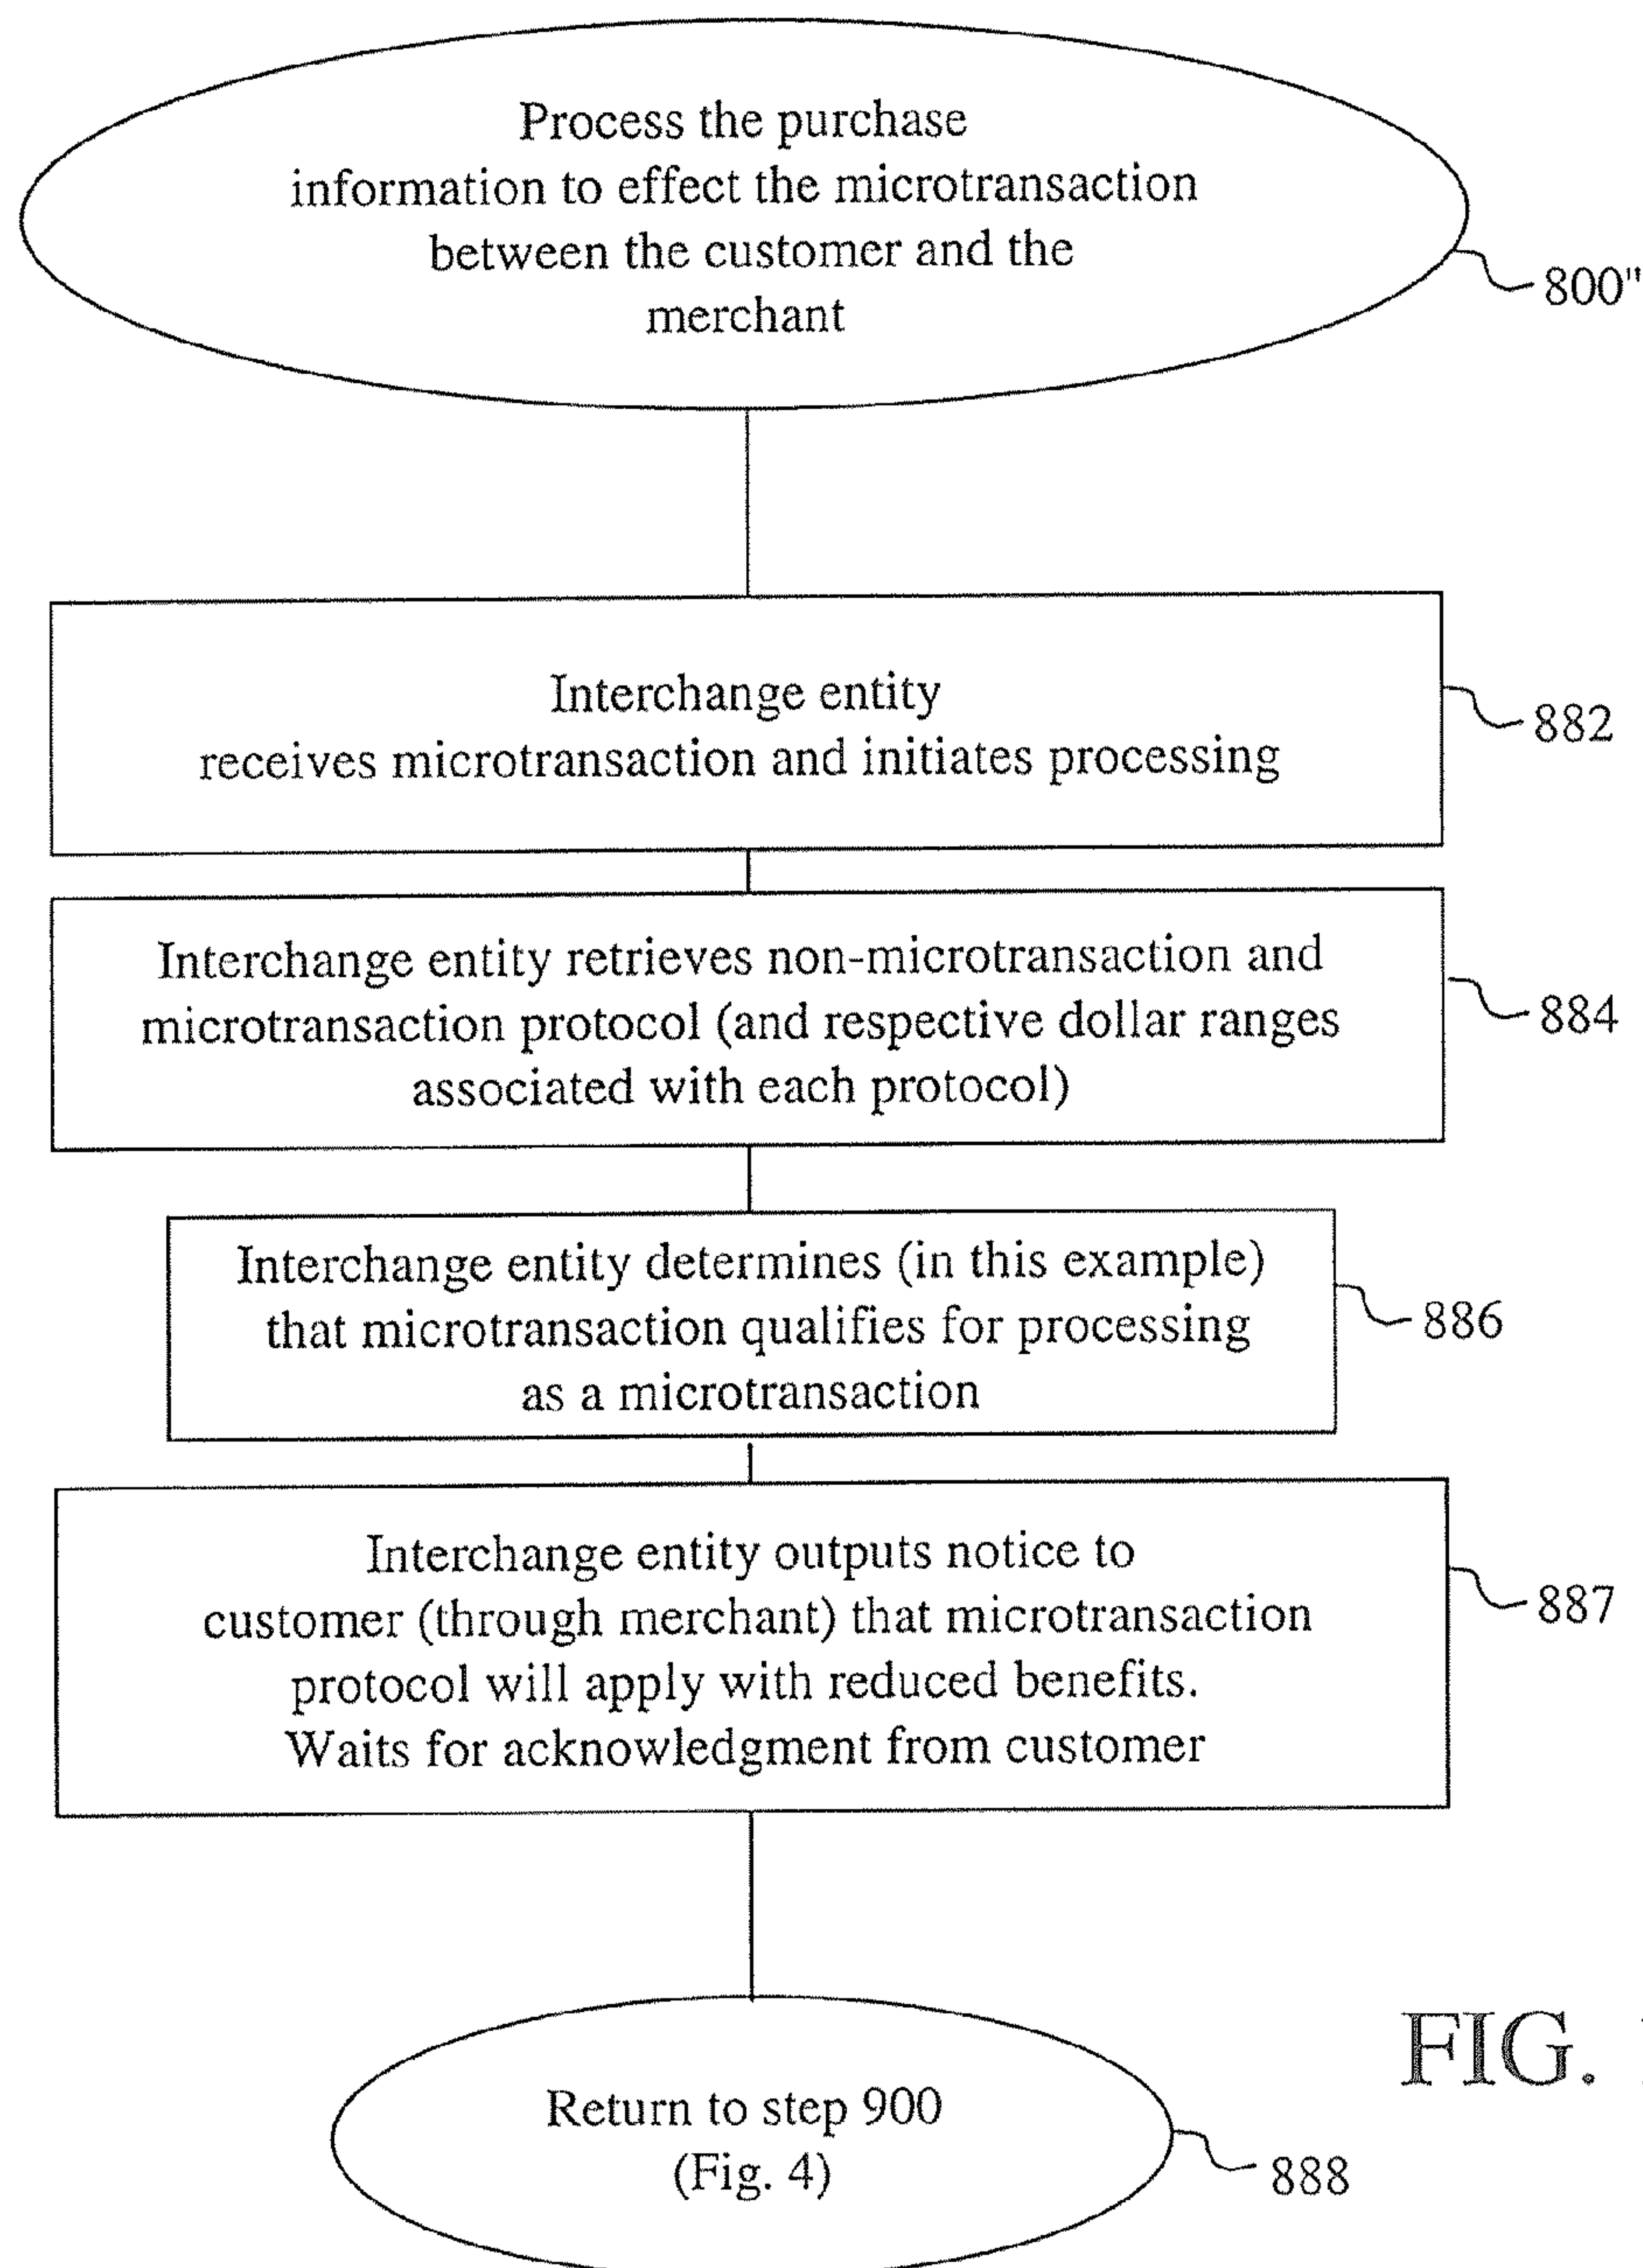 Process the purchase
information to effect the microtransaction
between the customer and the
merchant
800"
Interchange entity
receives microtransaction and initiates processing
882
Interchange entity retrieves non-microtransaction and
microtransaction protocol (and respective dollar ranges
associated with each protocol)
884
Interchange entity determines (in this example)
that microtransaction qualifies for processing
as a microtransaction
886
Interchange entity outputs notice to
customer (through merchant) that microtransaction
protocol will apply with reduced benefits.
Waits for acknowledgment from customer
887
Return to step 900
(Fig. 4)
888
FIG.